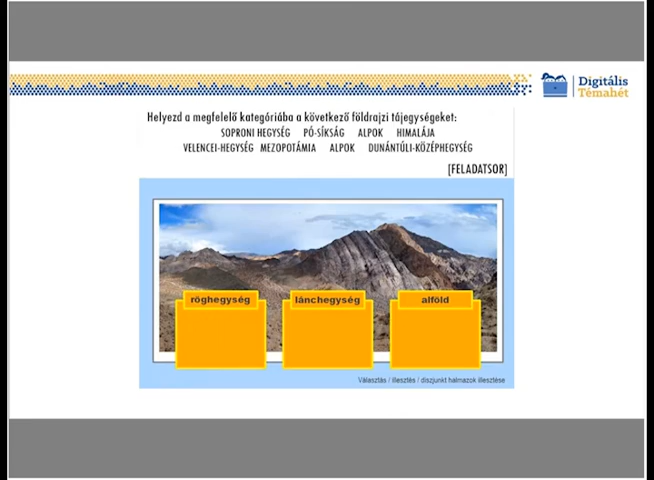 Digitális
Témahét
Helyezd a megfelelő kategóriába a következő földrajzi tájegységeket:
SOPRONI HEGYSÉG PÓ-SÍKSÁG ALPOK HIMALÁJA
VELENCEI-HEGYSÉG MEZOPOTÁMIA ALPOK DUNÁNTÚLI-KÖZÉPHEGYSÉG
[FELADATSOR]
röghegység lánchegység alföld
Választás / illesztés / diszjunkt halmazok illesztése